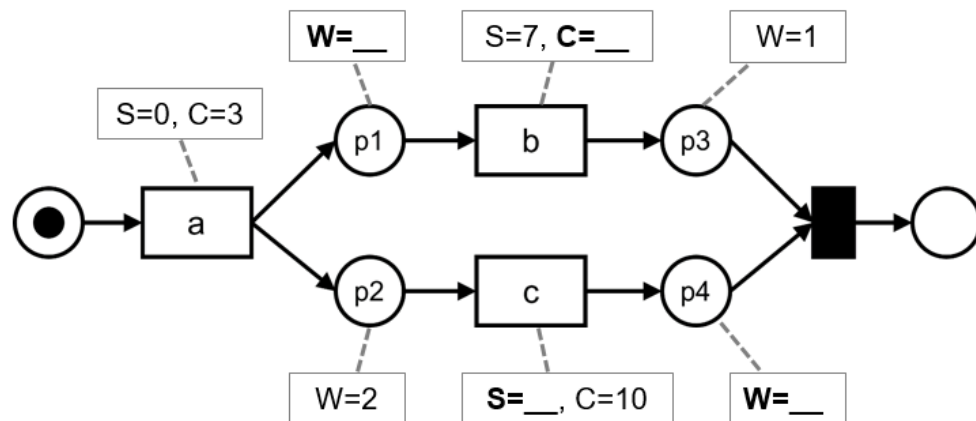 W=__
S=7, C=__
W=1
S=0, C=3
p1
b
p3
a
p2
c
p4
W=2
S=__, C=10
W=__